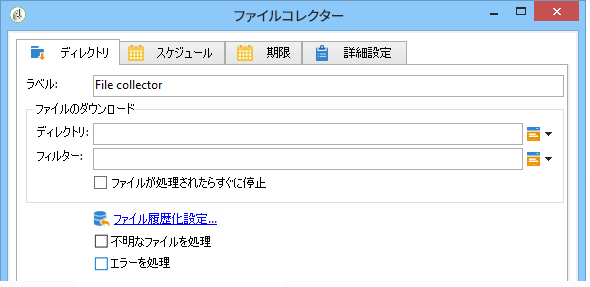 ファイルコレクター
ディレクトリ スケジュール 期限 詳細設定
ラベル: File collector
ファイルのダウンロード
ディレクトリ:
フィルター:
ファイルが処理されたらすぐに停止
ファイル履歴化設定...
不明なファイルを処理
エラーを処理